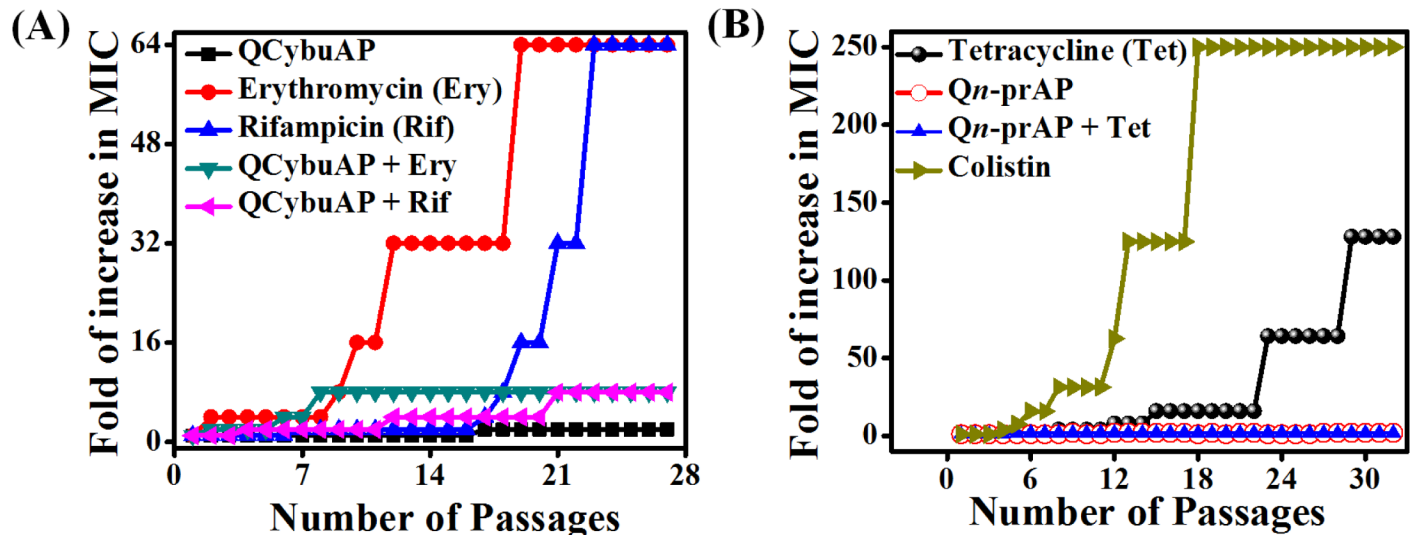 (A)
Fold of increase in MIC
64
48
32
16
0
QCybuAP
Erythromycin (Ery)
Rifampicin (Rif)
QCybuAP + Ery
QCybuAP + Rif
0 7 14 21 28
Number of Passages
(B)
Fold of increase in MIC
250
200
150
100
50
0
Tetracycline (Tet)
Qn-prAP
Qn-prAP + Tet
Colistin
0 6 12 18 24 30
Number of Passages